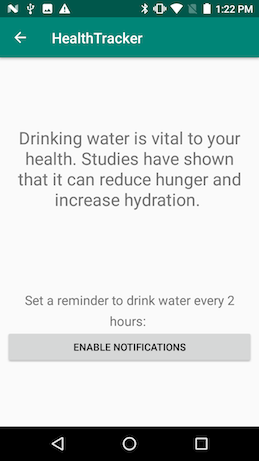 1:22 PM
HealthTracker
Drinking water is vital to your
health. Studies have shown
that it can reduce hunger and
increase hydration.
Set a reminder to drink water every 2
hours:
ENABLE NOTIFICATIONS